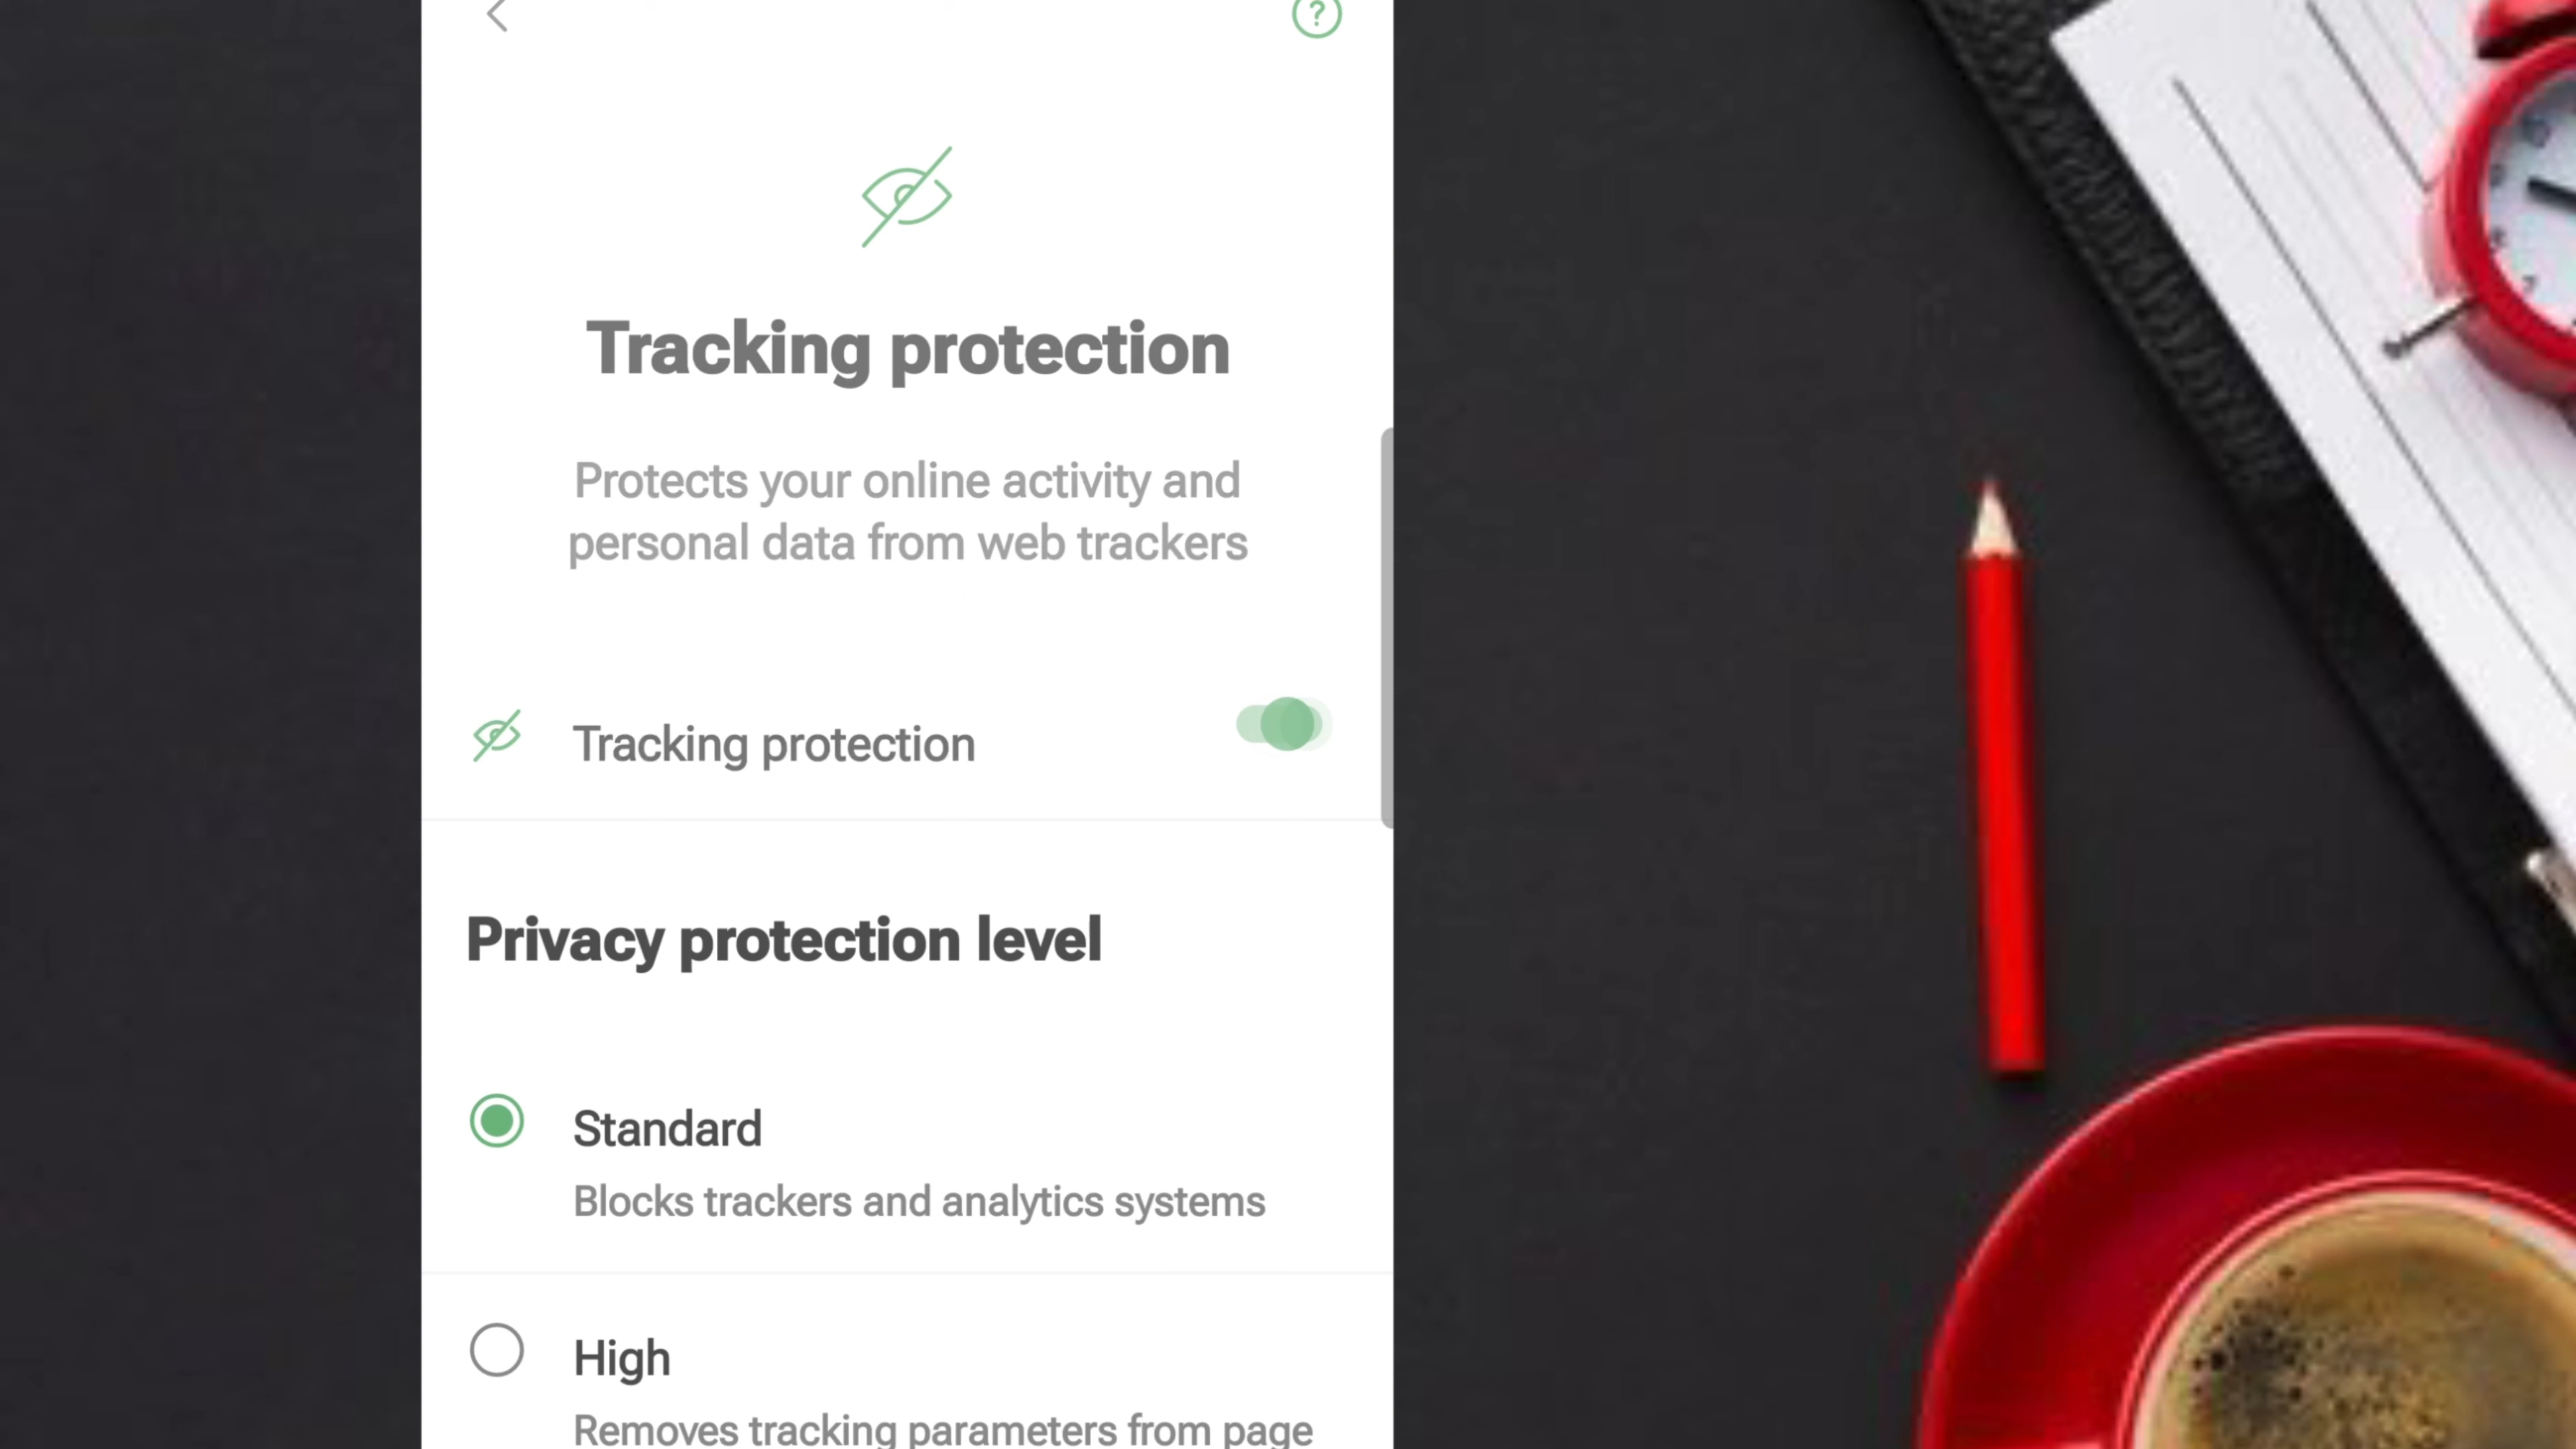 ?
Tracking protection
Protects your online activity and
personal data from web trackers
Tracking protection
Privacy protection level
Standard
Blocks trackers and analytics systems
High
Removes tracking parameters from page